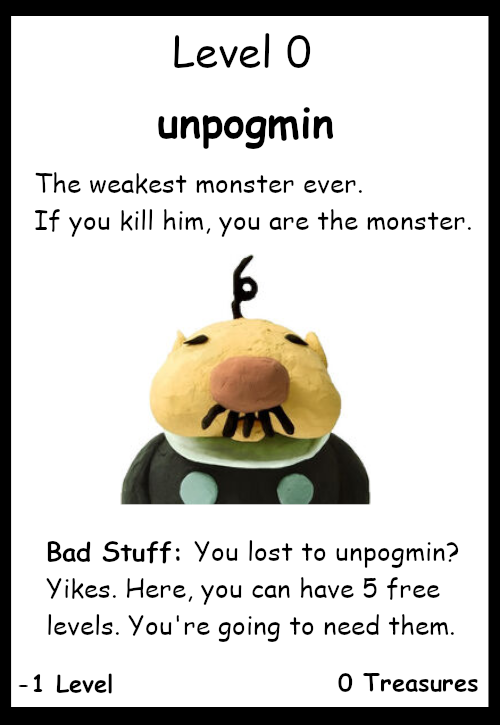 Level 0
unpogmin
The weakest monster ever.
If you kill him, you are the monster.
Bad Stuff: You lost to unpogmin?
Yikes. Here, you can have 5 free
levels. You're going to need them.
-1 Level
0 Treasures